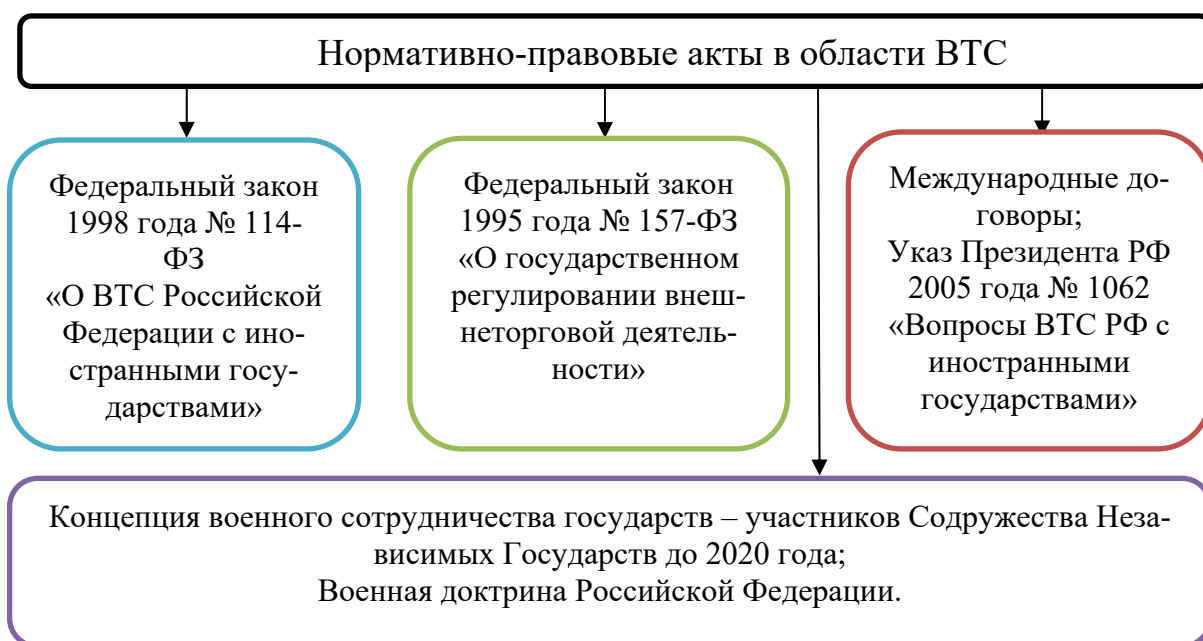 Нормативно-правовые акты в области ВТС
Федеральный закон
1998 года № 114-
ФЗ
«О ВТС Российской
Федерации с ино-
странными госу-
дарствами»
Федеральный закон
1995 года № 157-ФЗ
«О государственном
регулировании внеш-
неторговой деятель-
ности»
Международные до-
говоры;
Указ Президента РФ
2005 года № 1062
«Вопросы ВТС РФ с
иностранными
государствами»
Концепция военного сотрудничества государств – участников Содружества Неза-
висимых Государств до 2020 года;
Военная доктрина Российской Федерации.